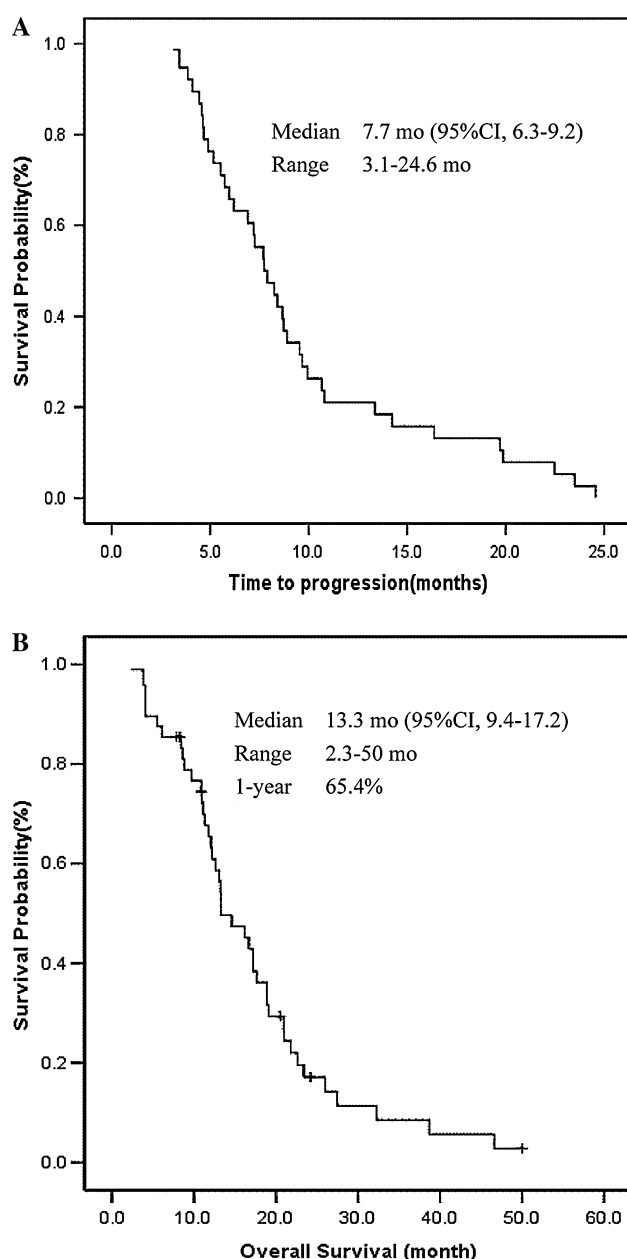 A
1.0
0.8
0.6
0.4
0.2
0.0
Survival Probability(%)
Median 7.7 mo (95%CI, 6.3-9.2)
Range 3.1-24.6 mo
0.0 5.0 10.0 15.0 20.0 25.0
Time to progression(months)
B
1.0
0.8
0.6
0.4
0.2
0.0
Survival Probability(%)
Median 13.3 mo (95%CI, 9.4-17.2)
Range 2.3-50 mo
1-year 65.4%
0.0 10.0 20.0 30.0 40.0 50.0 60.0
Overall Survival (month)